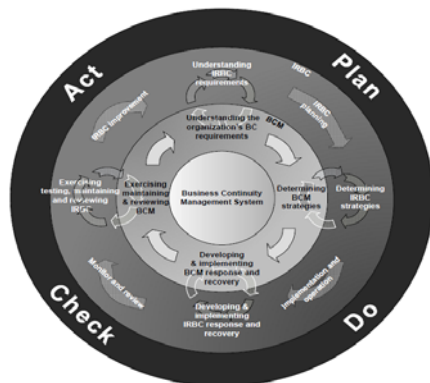 Act
Plan
Understanding
IRBC
requirements
IRBC
IRBC
planning
IRBC improvement
BCM
Understanding the
organization's BC
requirements
Exercising
testing, maintaining
and reviewing
IRBC
Exercising
maintaining
& reviewing
BCM
Business Continuity
Management System
Determining
BCM
strategies
Determining
IRBC
strategies
Developing
& implementing
BCM response and
recovery
Monitor and review
Implementation and
operation
Developing &
implementing
IRBC response and
recovery
Check
Do